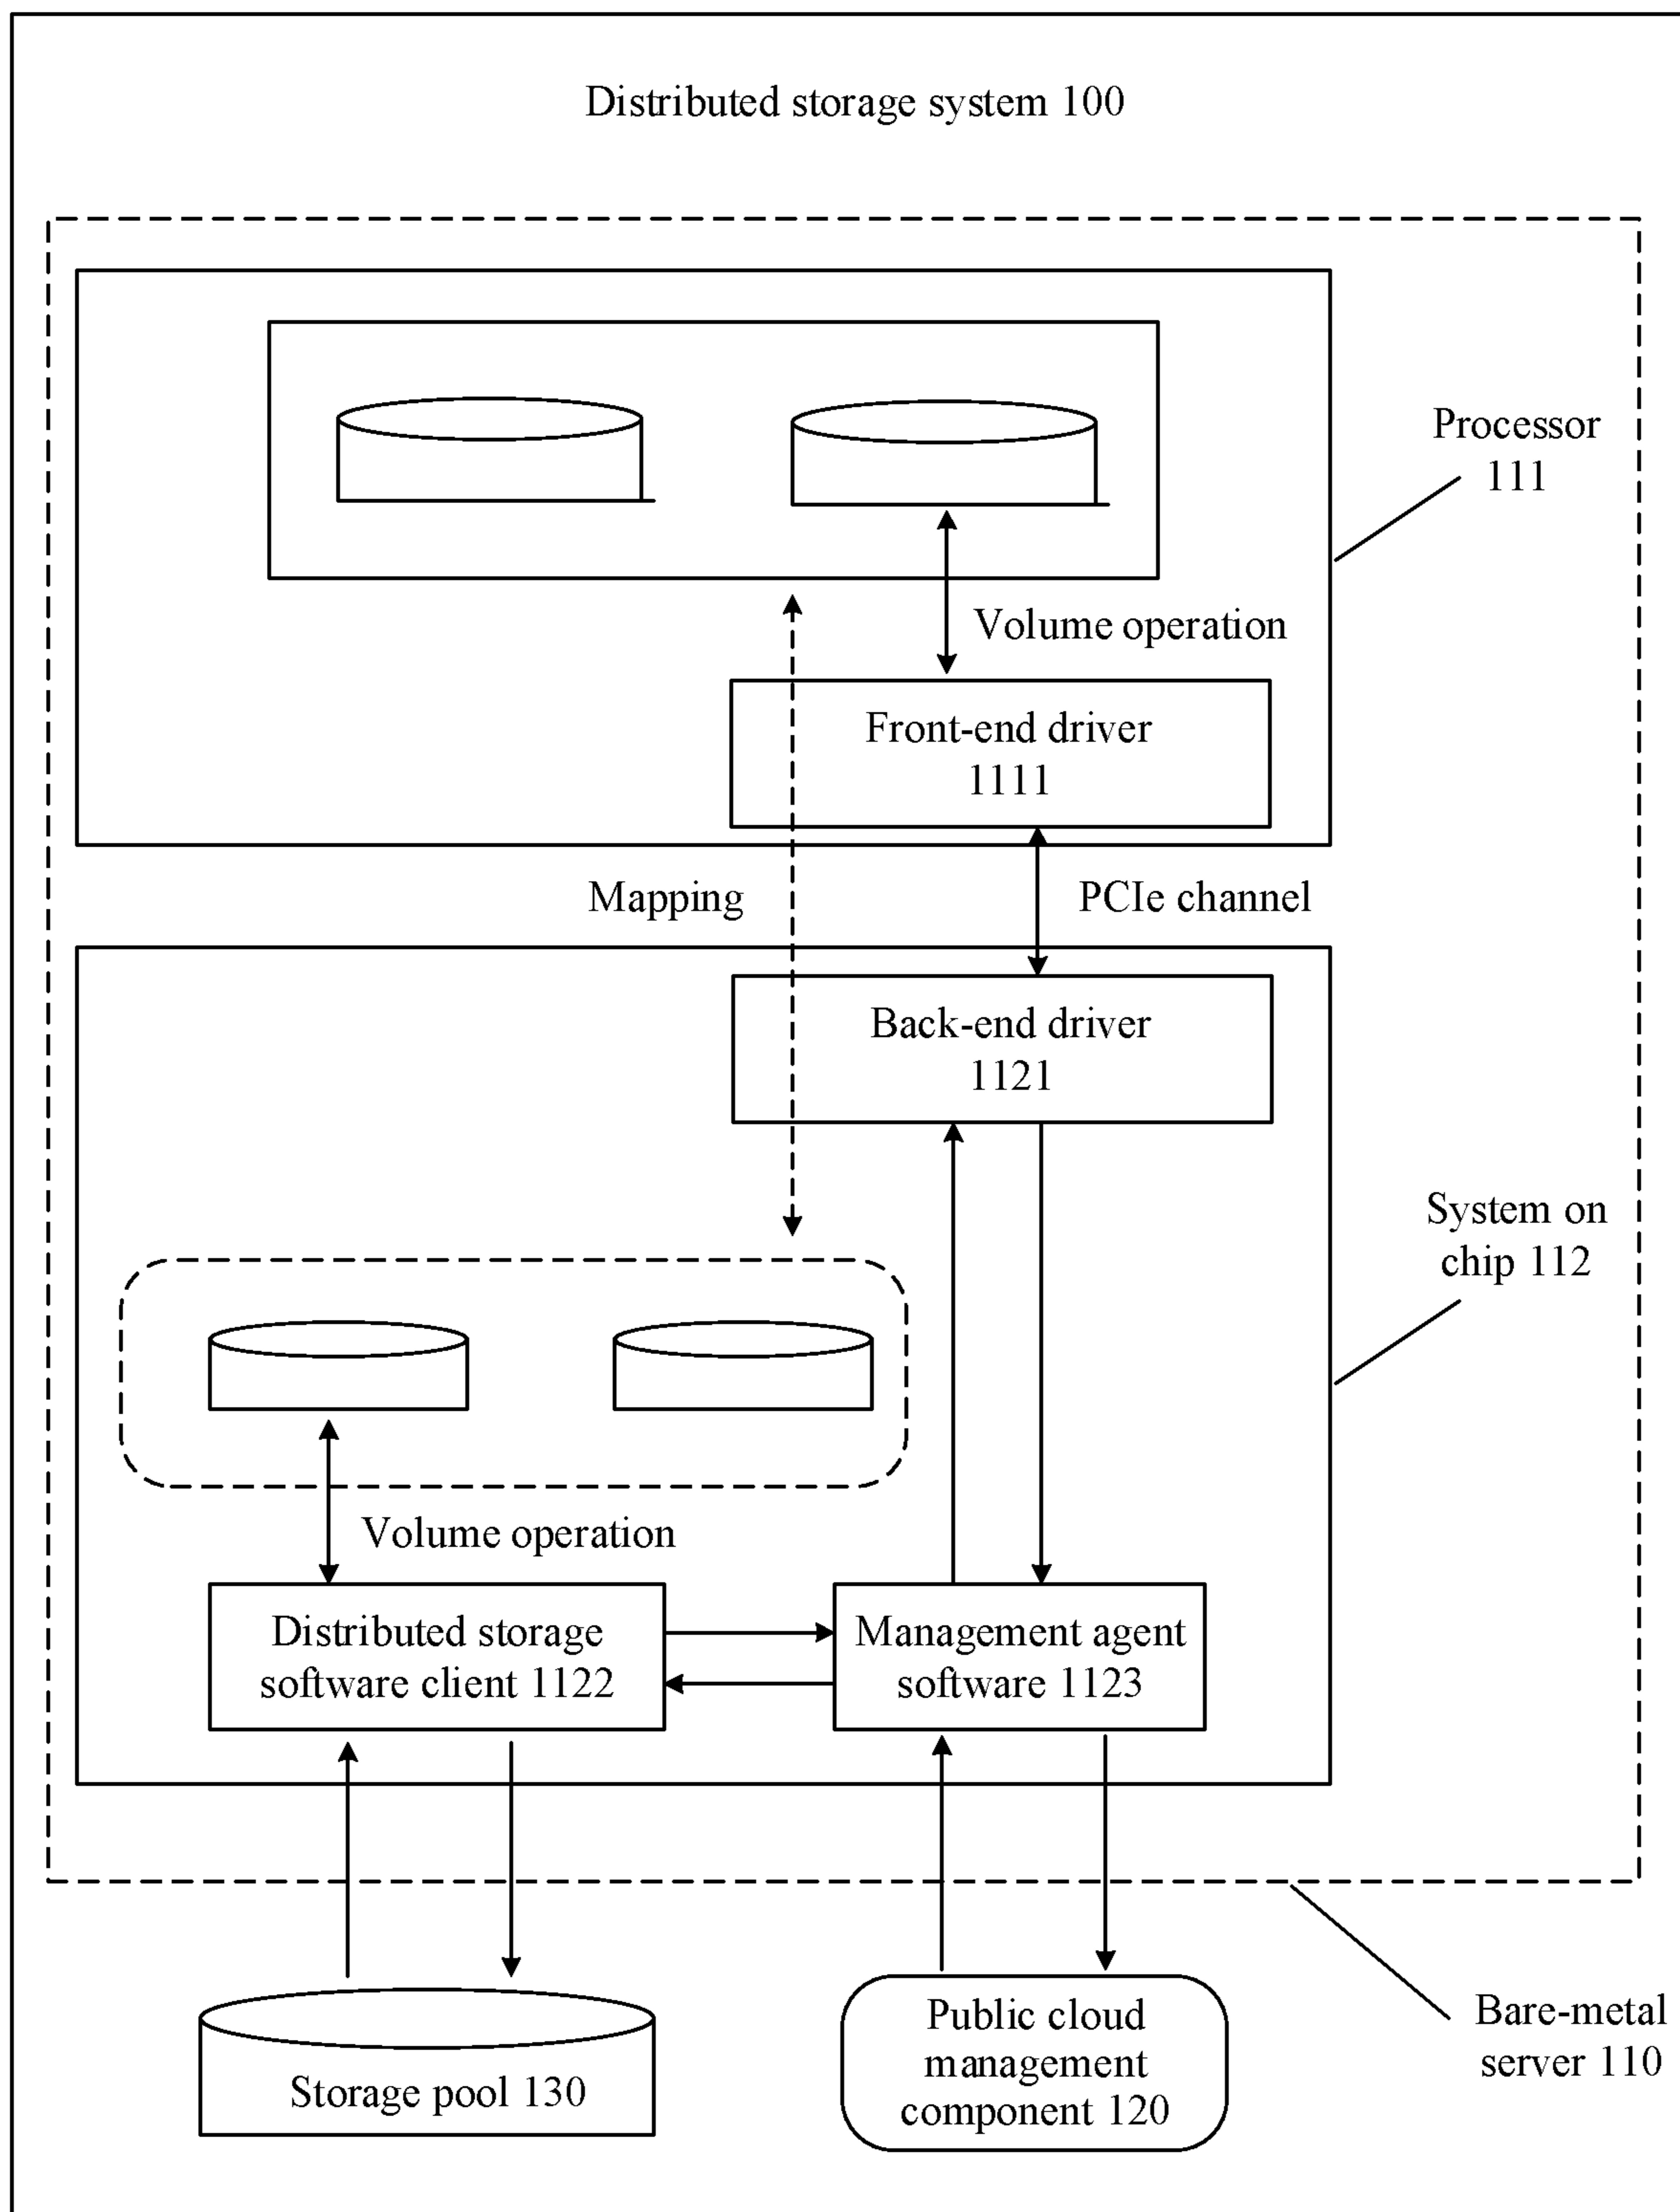 Distributed storage system 100
Processor
111
Volume operation
Front-end driver
1111
Mapping
PCIe channel
Back-end driver
1121
System on
chip 112
Volume operation
Distributed storage
software client 1122
Management agent
software 1123
Storage pool 130
Public cloud
management
component 120
Bare-metal
server 110